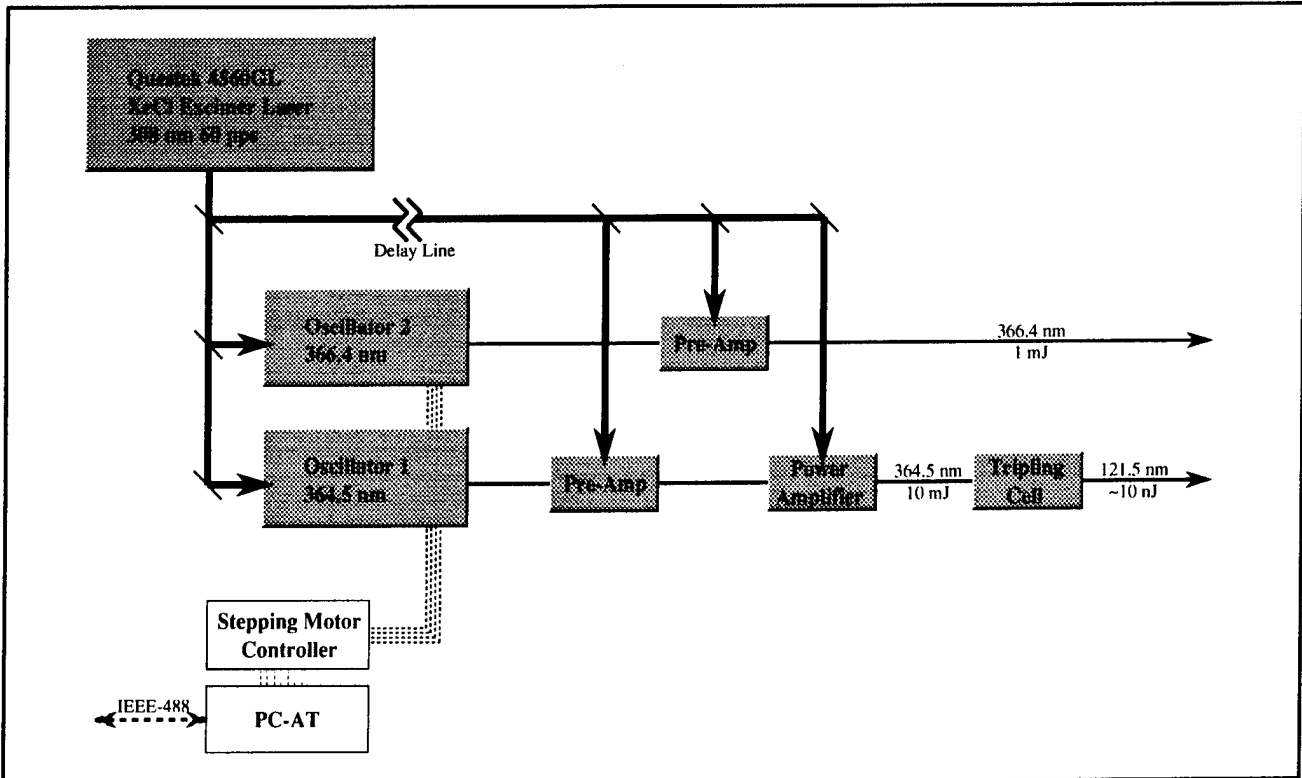 Questek 4860GL
XeCl Excimer Laser
308 nm 60 pps
Delay Line
Oscillator 2
366.4 nm
Pre-Amp
366.4 nm
1 mJ
Oscillator 1
364.5 nm
Pre-Amp
Power
Amplifier
364.5 nm
10 mJ
Tripling
Cell
121.5 nm
~10 nJ
Stepping Motor
Controller
IEEE-488
PC-AT